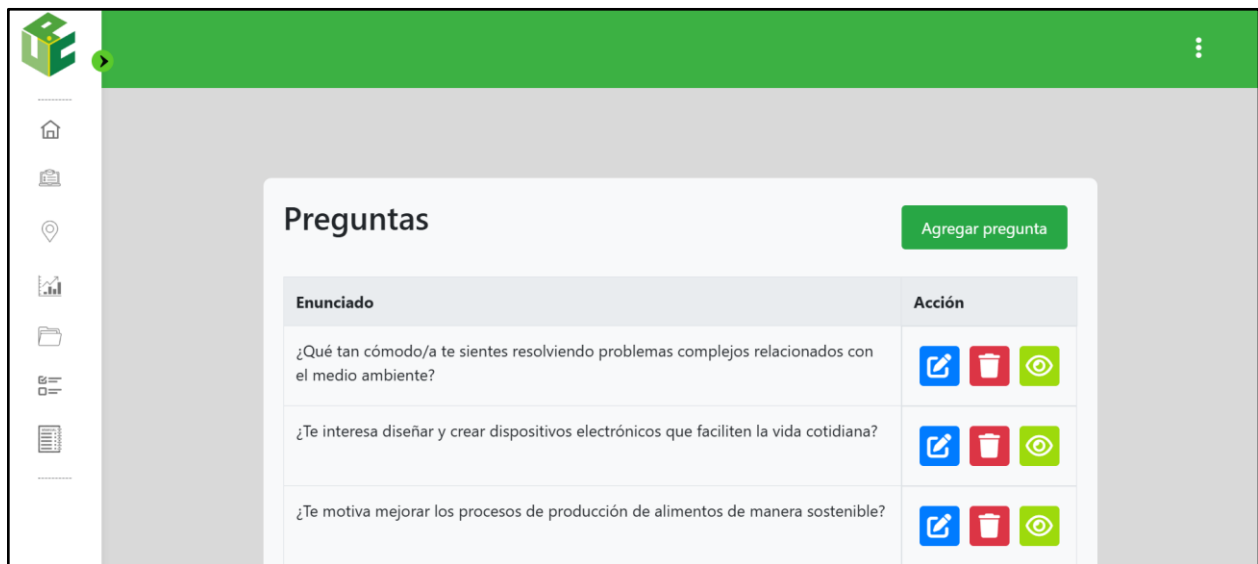 Preguntas
Agregar pregunta
Enunciado
Acción
¿Qué tan cómodo/a te sientes resolviendo problemas complejos relacionados con
el medio ambiente?
¿Te interesa diseñar y crear dispositivos electrónicos que faciliten la vida cotidiana?
¿Te motiva mejorar los procesos de producción de alimentos de manera sostenible?